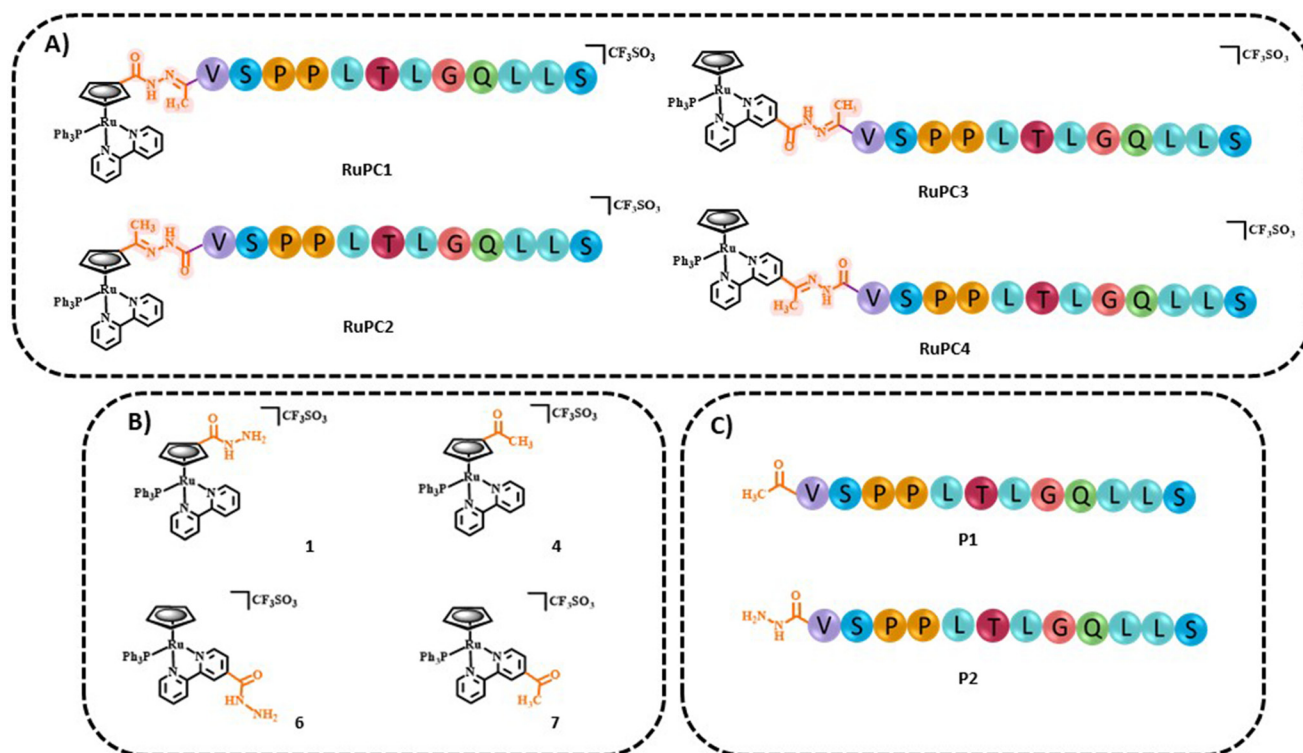 A)
O
N
NH
H₃C
V S P P L T L G Q L L S
CF₃SO₃
Ru
Ph₃P
N
N
RuPC1
CH₃
N
H
N
O
V S P P L T L G Q L L S
CF₃SO₃
Ru
Ph₃P
N
N
RuPC2
CF₃SO₃
Ru
Ph₃P
N
N
H
N
N
CH₃
O
V S P P L T L G Q L L S
RuPC3
CF₃SO₃
Ru
Ph₃P
N
N
O
N
N
H
H₃C
V S P P L T L G Q L L S
RuPC4
B)
O
NH₂
N
H
CF₃SO₃
Ru
Ph₃P
N
N
1
O
CH₃
CF₃SO₃
Ru
Ph₃P
N
N
4
CF₃SO₃
Ru
Ph₃P
N
N
O
HN
NH₂
6
CF₃SO₃
Ru
Ph₃P
N
N
O
CH₃
7
C)
O
H₃C
V S P P L T L G Q L L S
P1
O
H₂N
N
H
V S P P L T L G Q L L S
P2